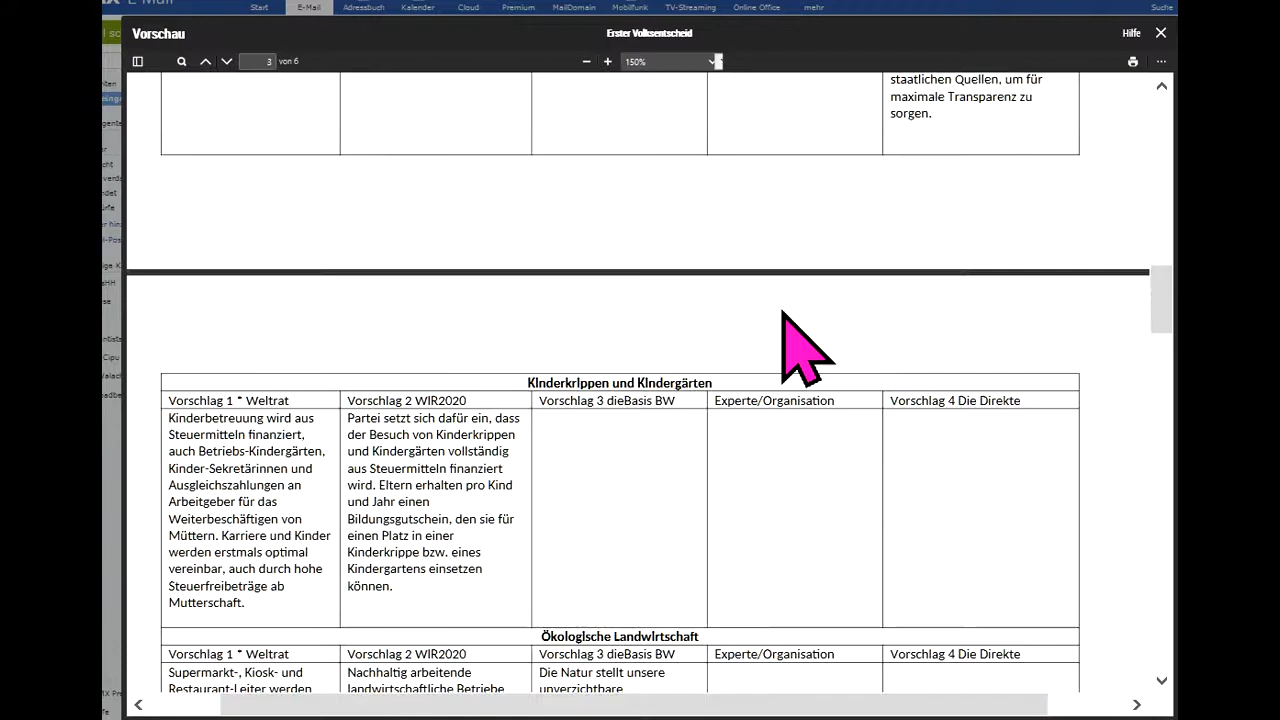 Start E-Mail Adressbuch Kalender Cloud Premium MailDomain Mobilfunk TV-Streaming Online Office mehr Suche
Vorschau Erster Volksentscheid Hilfe
3 von 6 150%
staatlichen Quellen, um für
maximale Transparenz zu
sorgen.
Kinderkrippen und Kindergärten
Vorschlag 1 * Weltrat
Vorschlag 2 WIR2020
Vorschlag 3 dieBasis BW
Experte/Organisation
Vorschlag 4 Die Direkte
Kinderbetreuung wird aus
Steuermitteln finanziert,
auch Betriebs-Kindergärten,
Kinder-Sekretärinnen und
Ausgleichszahlungen an
Arbeitgeber für das
Weiterbeschäftigen von
Müttern. Karriere und Kinder
werden erstmals optimal
vereinbar, auch durch hohe
Steuerfreibeträge ab
Mutterschaft.
Partei setzt sich dafür ein, dass
der Besuch von Kinderkrippen
und Kindergärten vollständig
aus Steuermitteln finanziert
wird. Eltern erhalten pro Kind
und Jahr einen
Bildungsgutschein, den sie für
einen Platz in einer
Kinderkrippe bzw. eines
Kindergartens einsetzen
können.
Ökologische Landwirtschaft
Vorschlag 1 * Weltrat
Vorschlag 2 WIR2020
Vorschlag 3 dieBasis BW
Experte/Organisation
Vorschlag 4 Die Direkte
Supermarkt-, Kiosk- und
Restaurant-Leiter werden
Nachhaltig arbeitende
landwirtschaftliche Betriebe
Die Natur stellt unsere
unverzichtbare